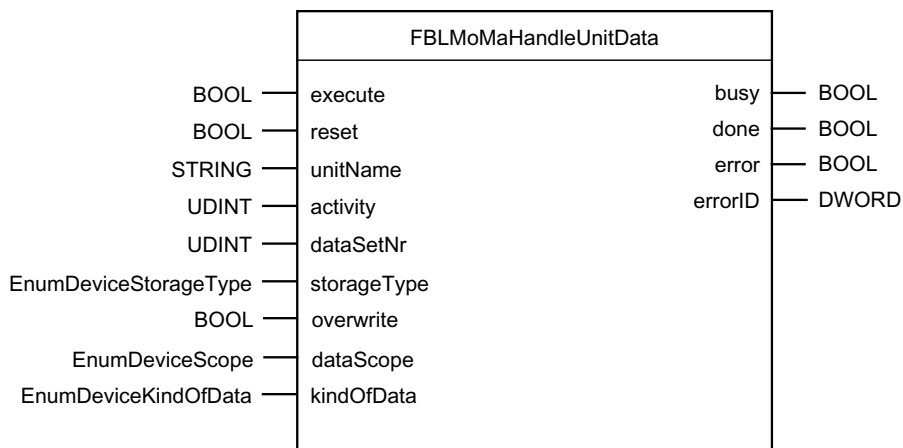 FBLMoMaHandleUnitData
BOOL execute busy BOOL
BOOL reset done BOOL
STRING unitName error BOOL
UDINT activity errorID DWORD
UDINT dataSetNr
EnumDeviceStorageType storageType
BOOL overwrite
EnumDeviceScope dataScope
EnumDeviceKindOfData kindOfData